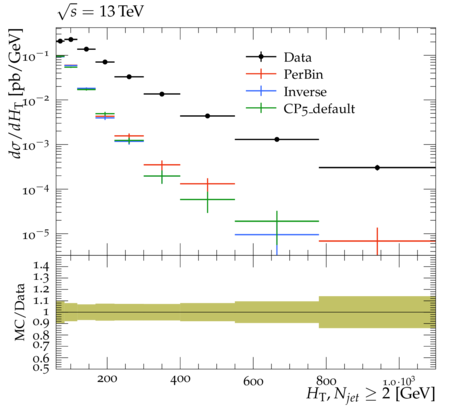 √s = 13 TeV
dσ/dH_T [pb/GeV]
10⁻¹
10⁻²
10⁻³
10⁻⁴
10⁻⁵
Data
PerBin
Inverse
CP5_default
MC/Data
1.4
1.3
1.2
1.1
1
0.9
0.8
0.7
0.6
0.5
200 400 600 800 1.0·10³
H_T, N_jet ≥ 2 [GeV]